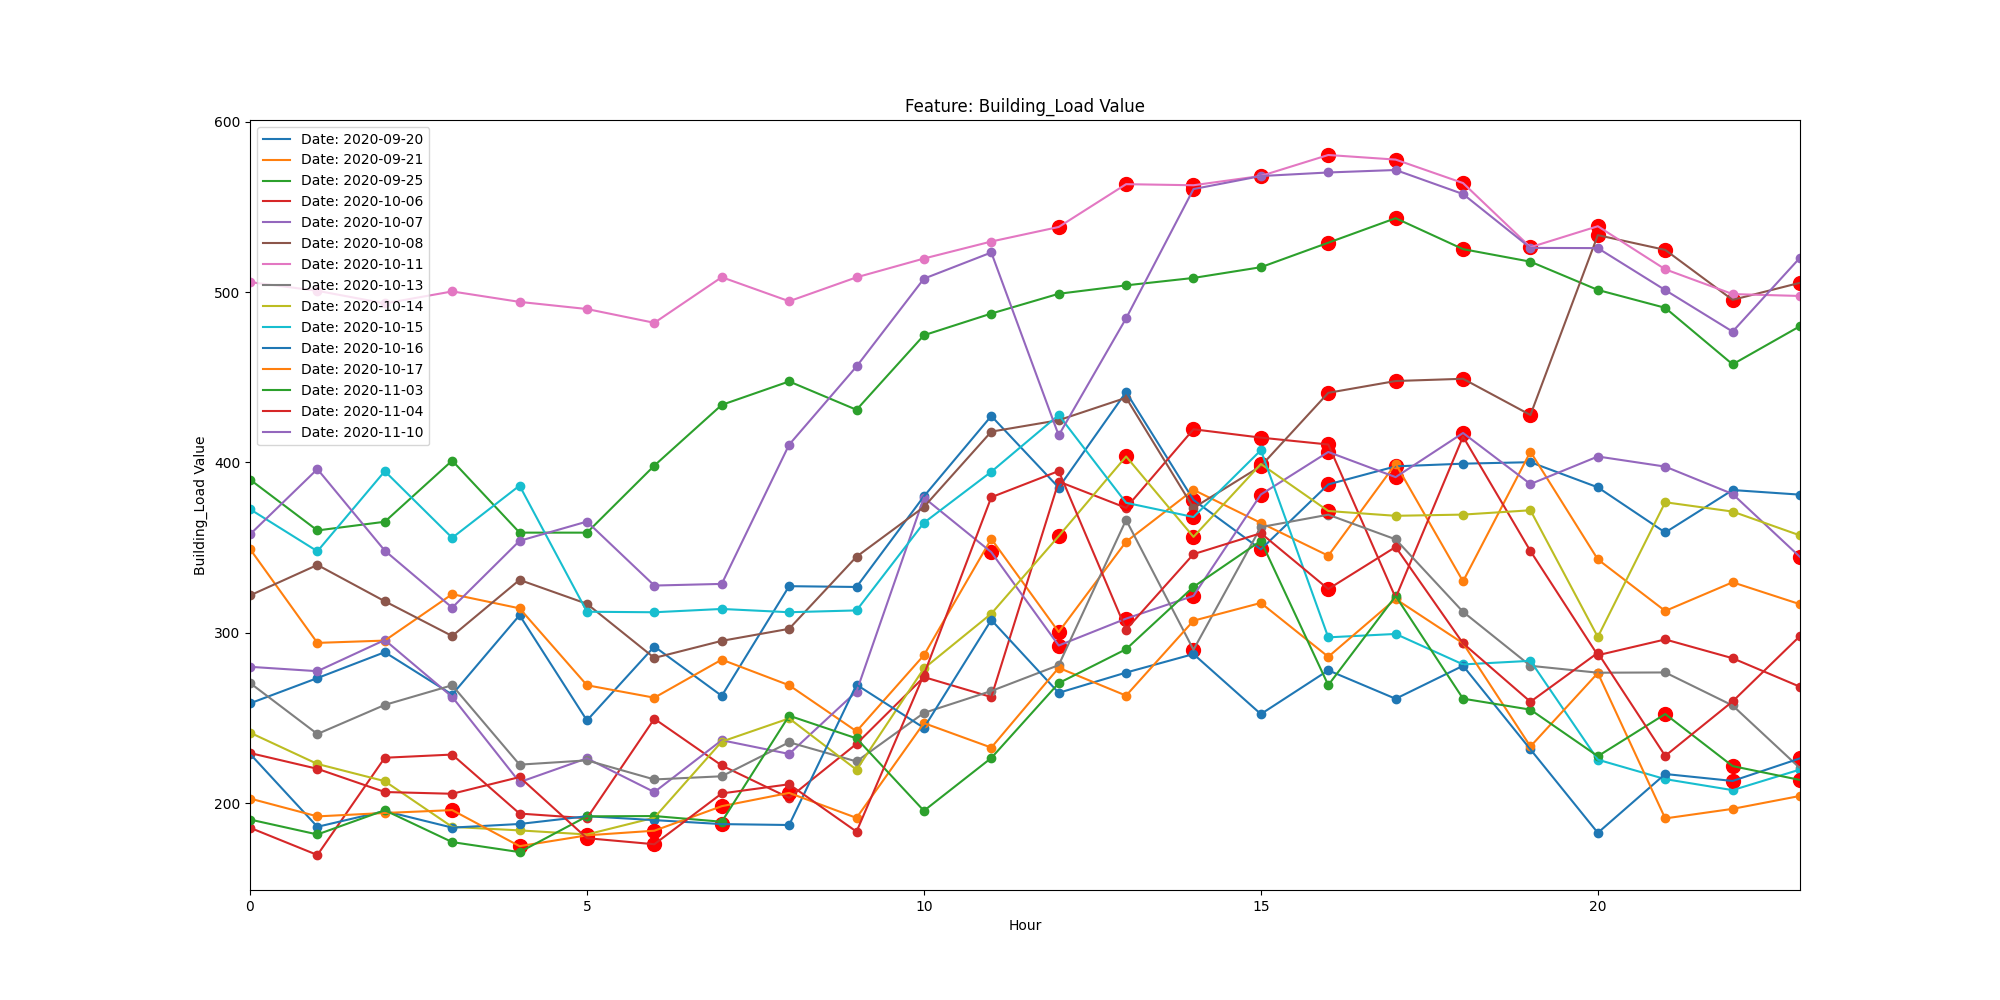 Feature: Building_Load Value
600
500
400
300
200
Building_Load Value
Date: 2020-09-20
Date: 2020-09-21
Date: 2020-09-25
Date: 2020-10-06
Date: 2020-10-07
Date: 2020-10-08
Date: 2020-10-11
Date: 2020-10-13
Date: 2020-10-14
Date: 2020-10-15
Date: 2020-10-16
Date: 2020-10-17
Date: 2020-11-03
Date: 2020-11-04
Date: 2020-11-10
0
5
10
15
20
Hour